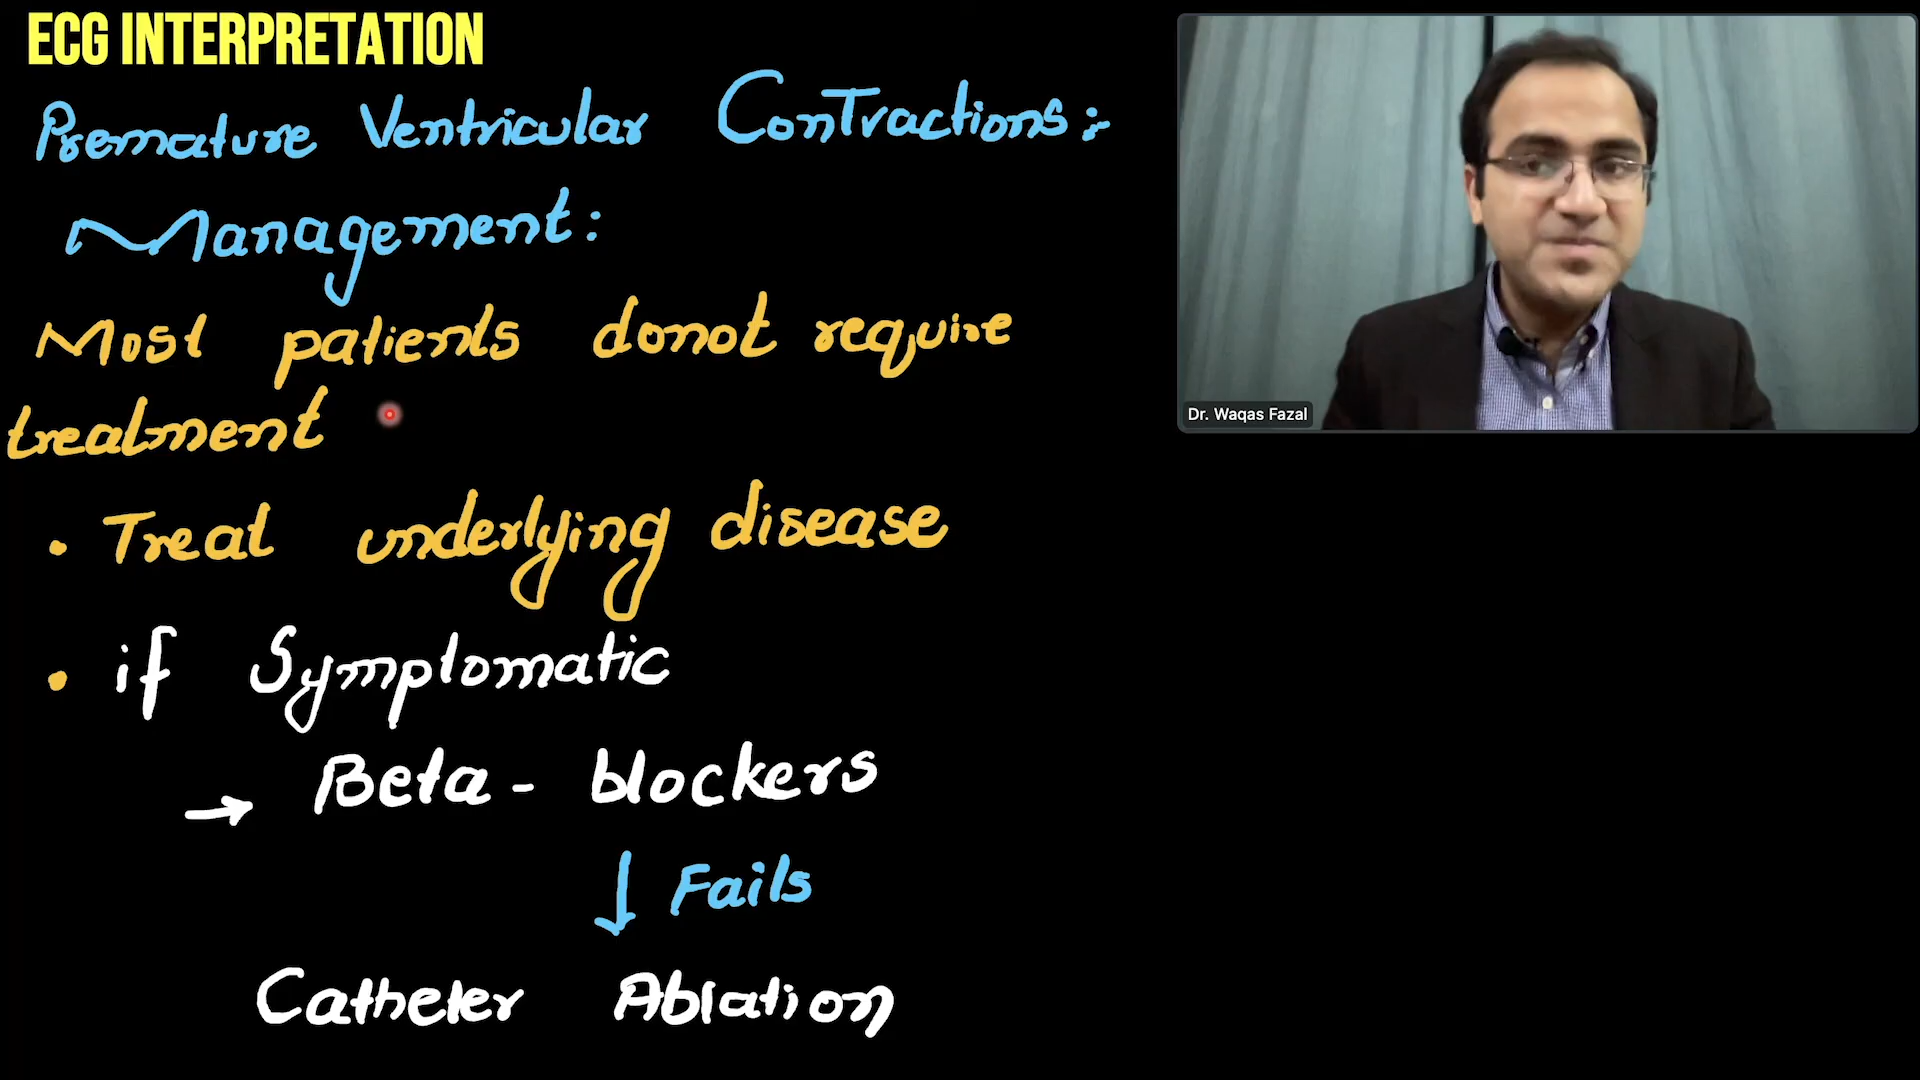 ECG INTERPRETATION
Premature Ventricular Contractions:-
Management:
Most patients donot require
treatment
• Treat underlying disease
• if Symptomatic
→ Beta - blockers
↓ Fails
Catheter Ablation
Dr. Waqas Fazal